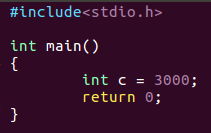 #include<stdio.h>
int main()
{
        int c = 3000;
        return 0;
}